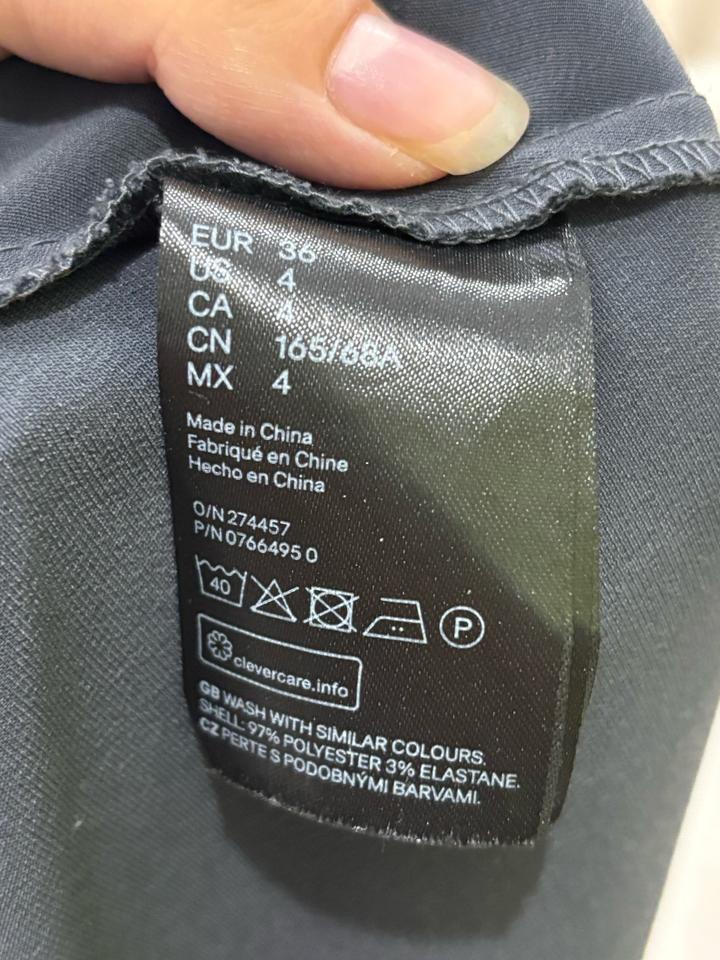 EUR 36
US 4
CA 4
CN 165/68A
MX 4
Made in China
Fabriqué en Chine
Hecho en China
O/N 274457
P/N 0766495 0
40
P
clevercare.info
GB WASH WITH SIMILAR COLOURS.
SHELL: 97% POLYESTER 3% ELASTANE.
CZ PERTE S PODOBNÝMI BARVAMI.